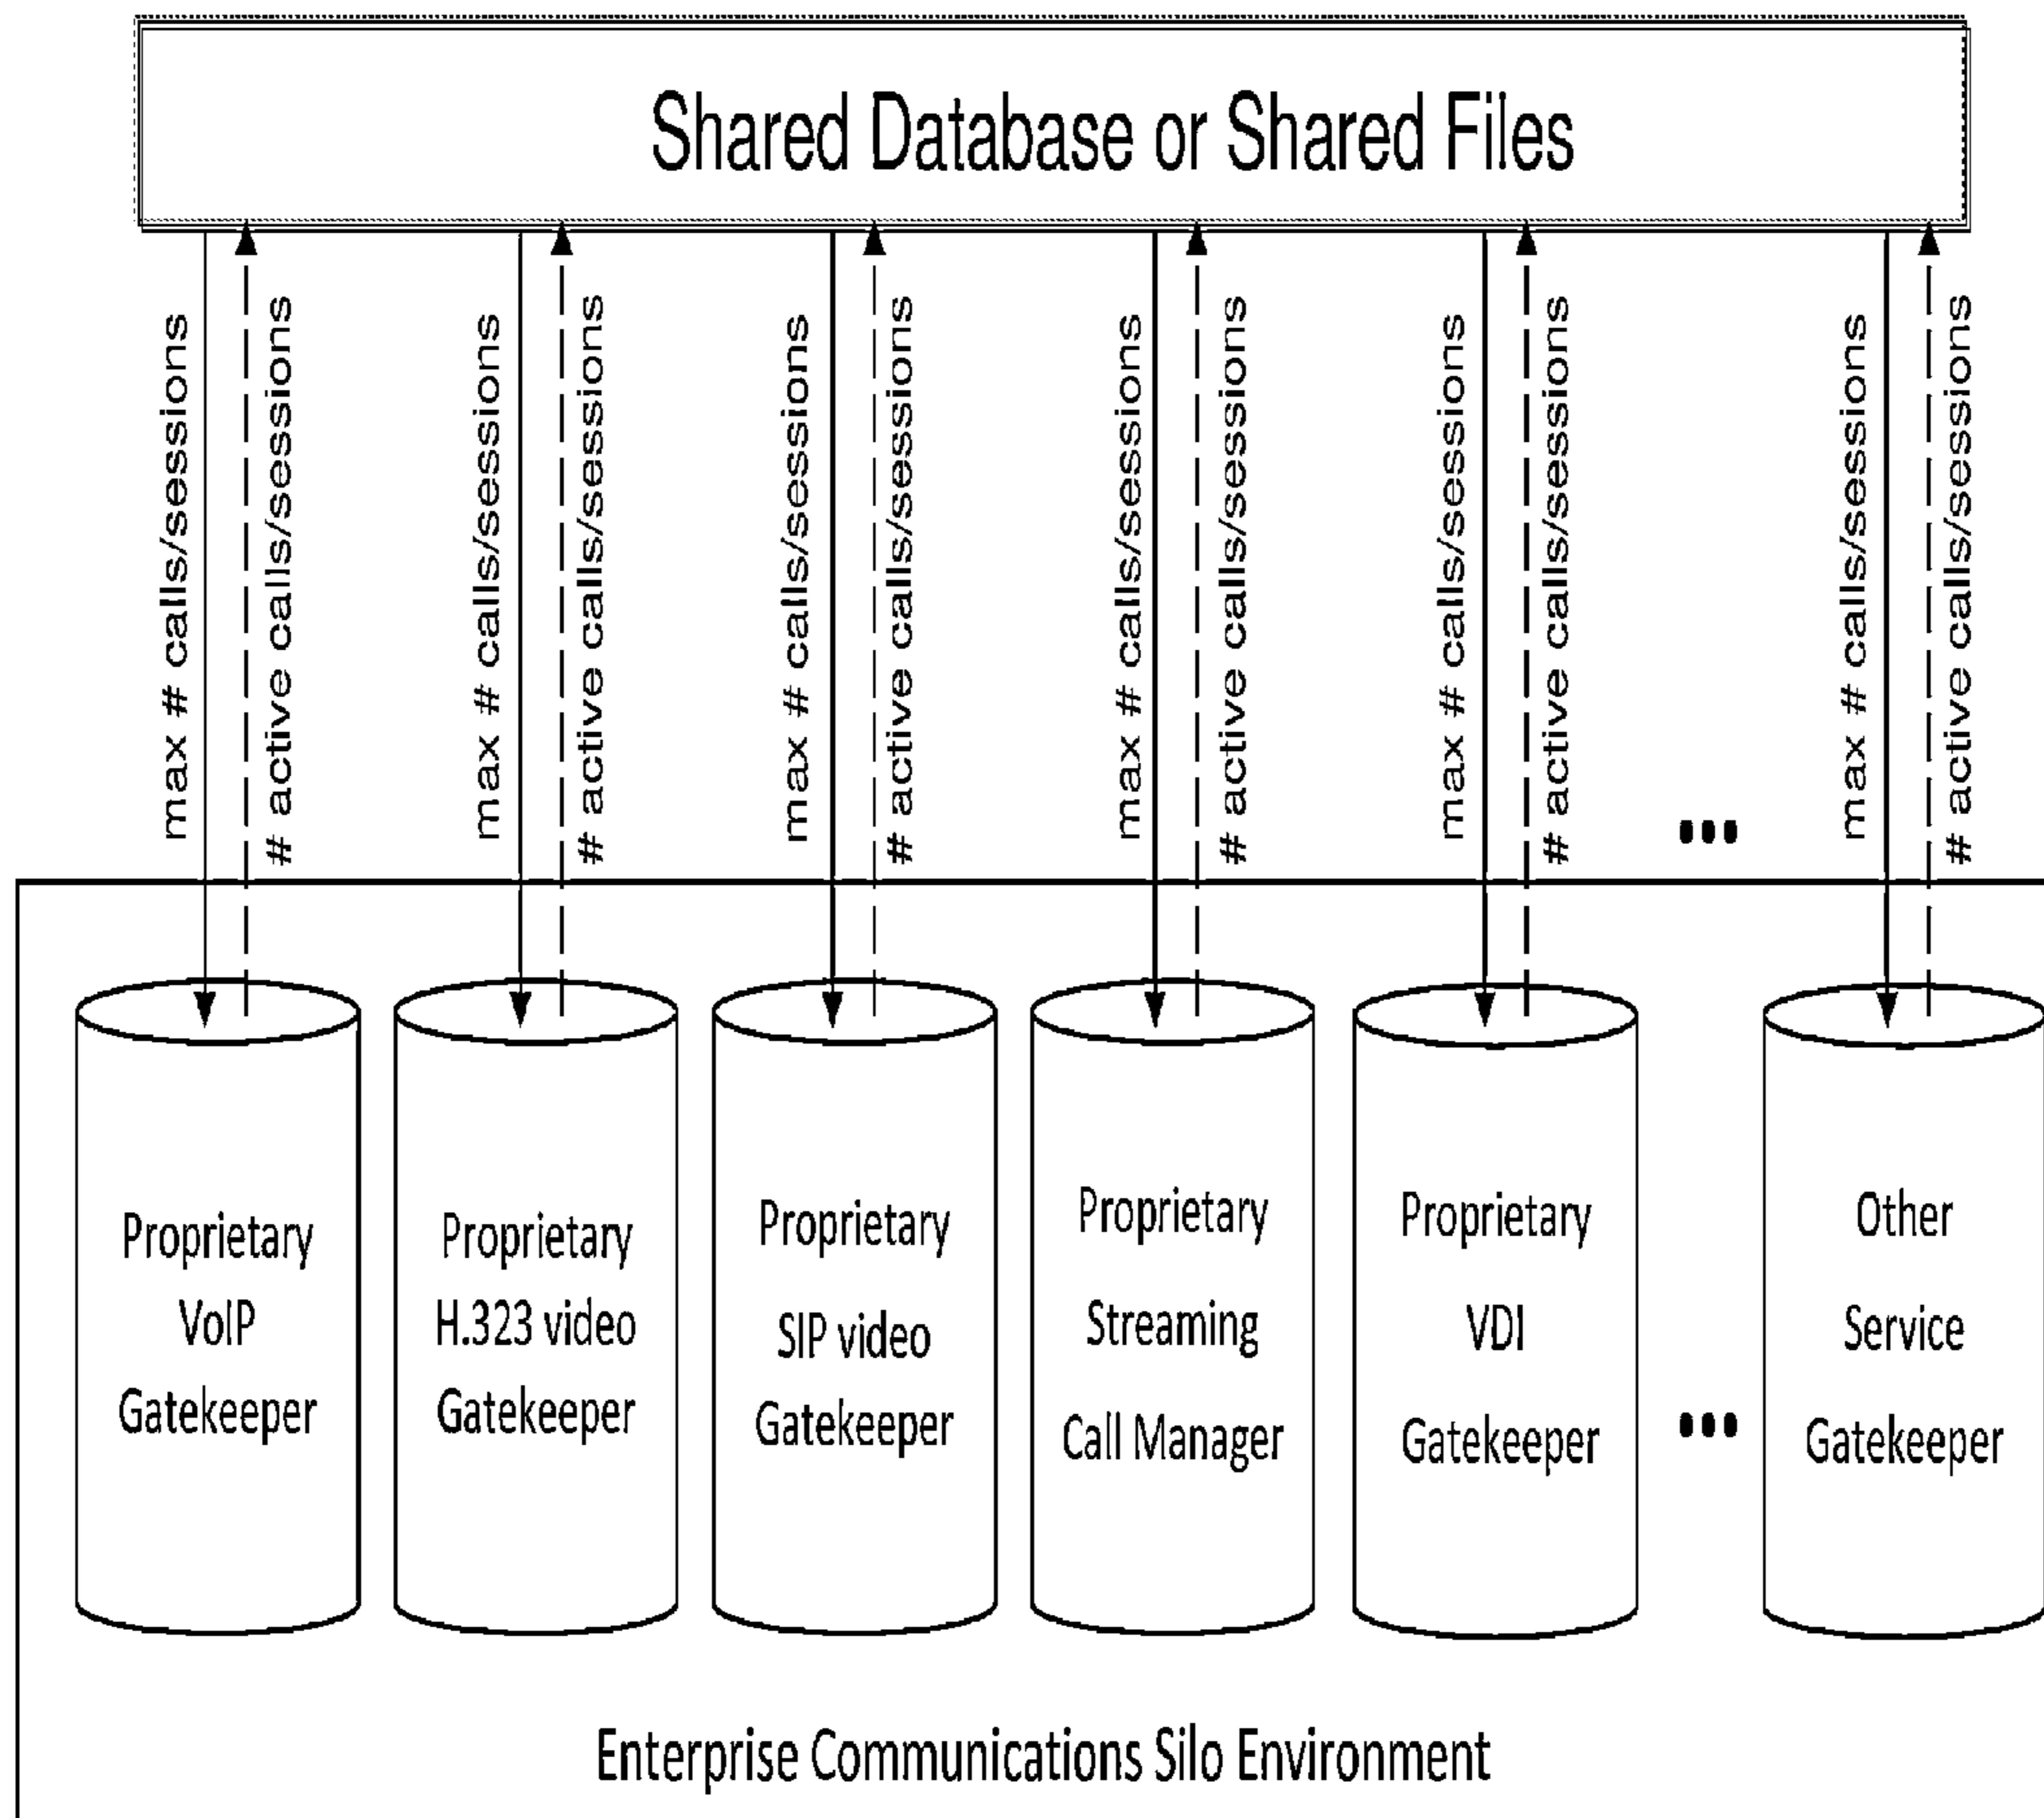 Shared Database or Shared Files
max # calls/sessions
# active calls/sessions
max # calls/sessions
# active calls/sessions
max # calls/sessions
# active calls/sessions
max # calls/sessions
# active calls/sessions
max # calls/sessions
# active calls/sessions
...
max # calls/sessions
# active calls/sessions
Proprietary
VoIP
Gatekeeper
Proprietary
H.323 video
Gatekeeper
Proprietary
SIP video
Gatekeeper
Proprietary
Streaming
Call Manager
Proprietary
VDI
Gatekeeper
...
Other
Service
Gatekeeper
Enterprise Communications Silo Environment